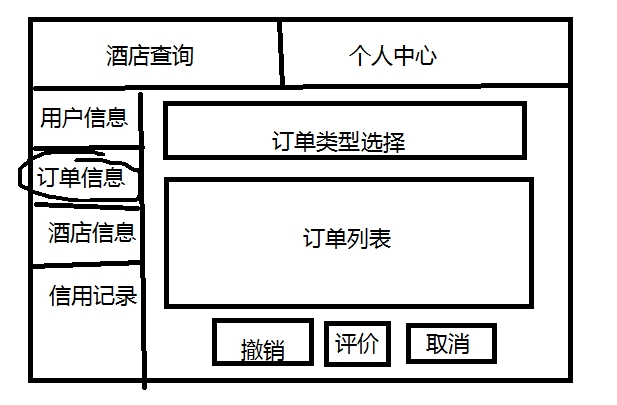 酒店查询
个人中心
用户信息
订单信息
酒店信息
信用记录
订单类型选择
订单列表
撤销
评价
取消